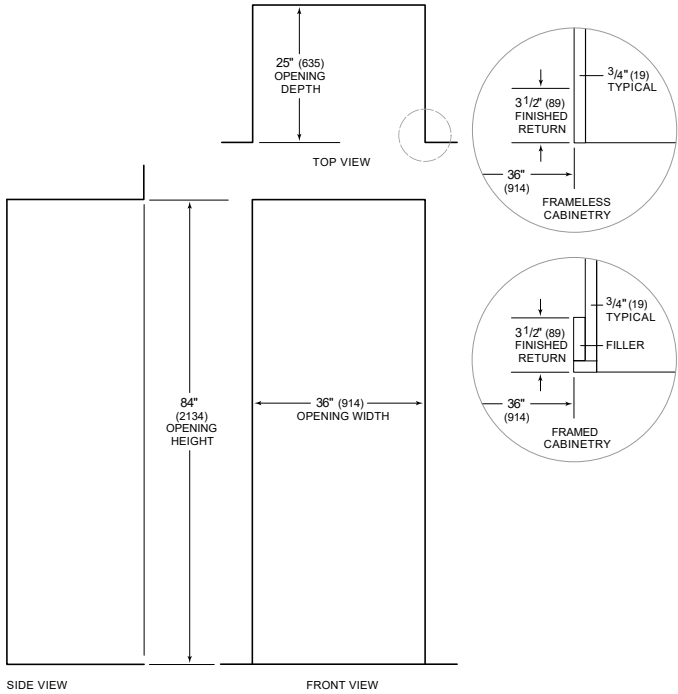 25" (635)
OPENING
DEPTH
TOP VIEW
3/4" (19)
TYPICAL
3 1/2" (89)
FINISHED
RETURN
36"
(914)
FRAMELESS
CABINETRY
3/4" (19)
TYPICAL
3 1/2" (89)
FINISHED
RETURN
FILLER
36"
(914)
FRAMED
CABINETRY
84"
(2134)
OPENING
HEIGHT
36" (914)
OPENING WIDTH
SIDE VIEW
FRONT VIEW